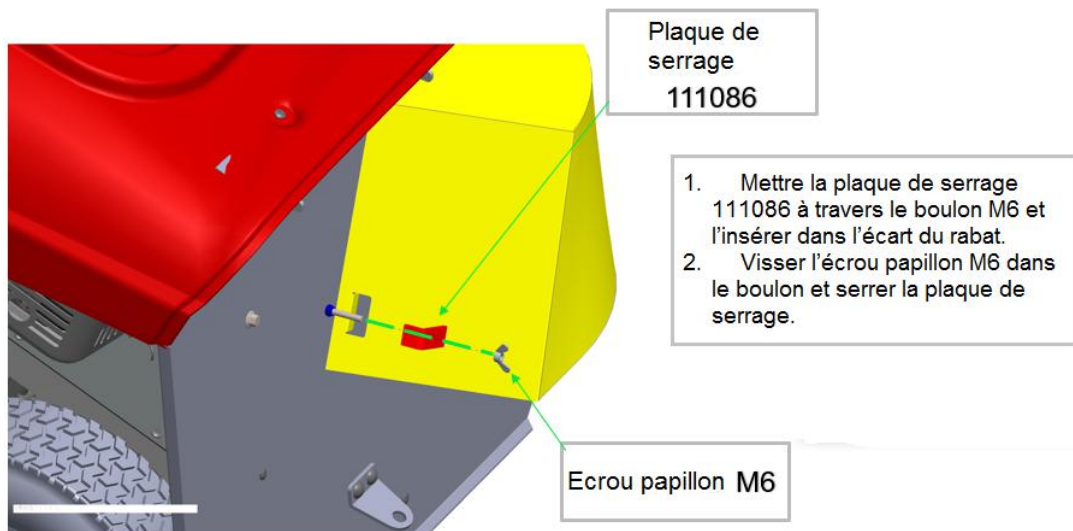 Plaque de
serrage
111086
1. Mettre la plaque de serrage
111086 à travers le boulon M6 et
l'insérer dans l'écart du rabat.
2. Visser l'écrou papillon M6 dans
le boulon et serrer la plaque de
serrage.
Ecrou papillon M6